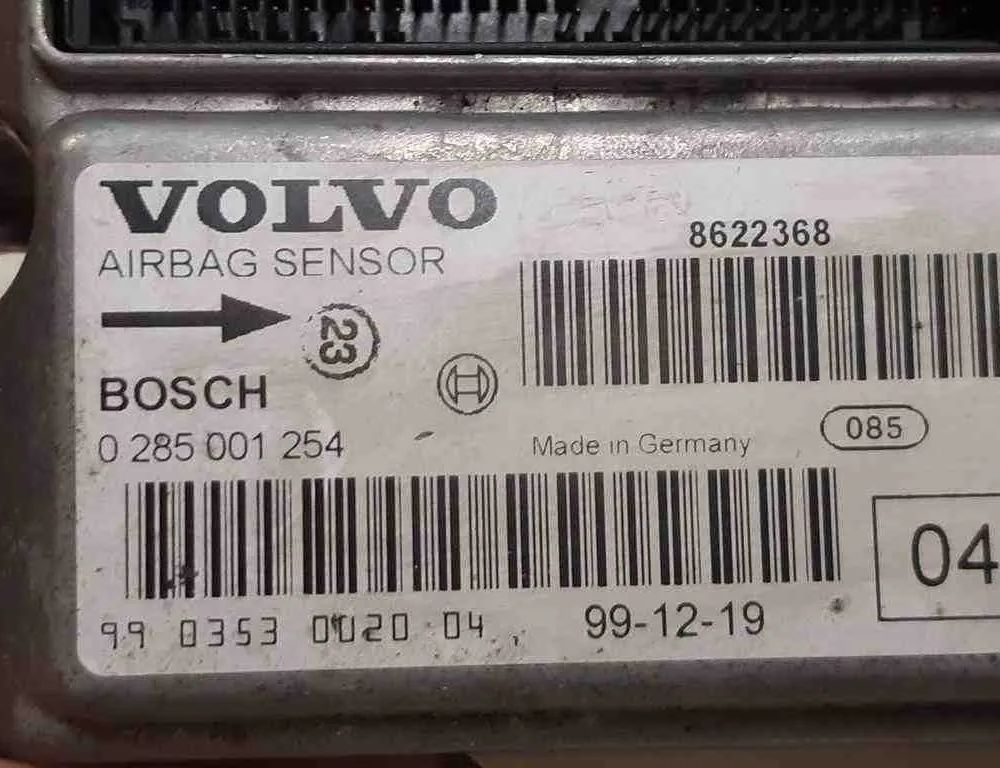 VOLVO
8622368
AIRBAG SENSOR
23
BOSCH
0 285 001 254
Made in Germany
085
04
99 0353 0020 04
99-12-19